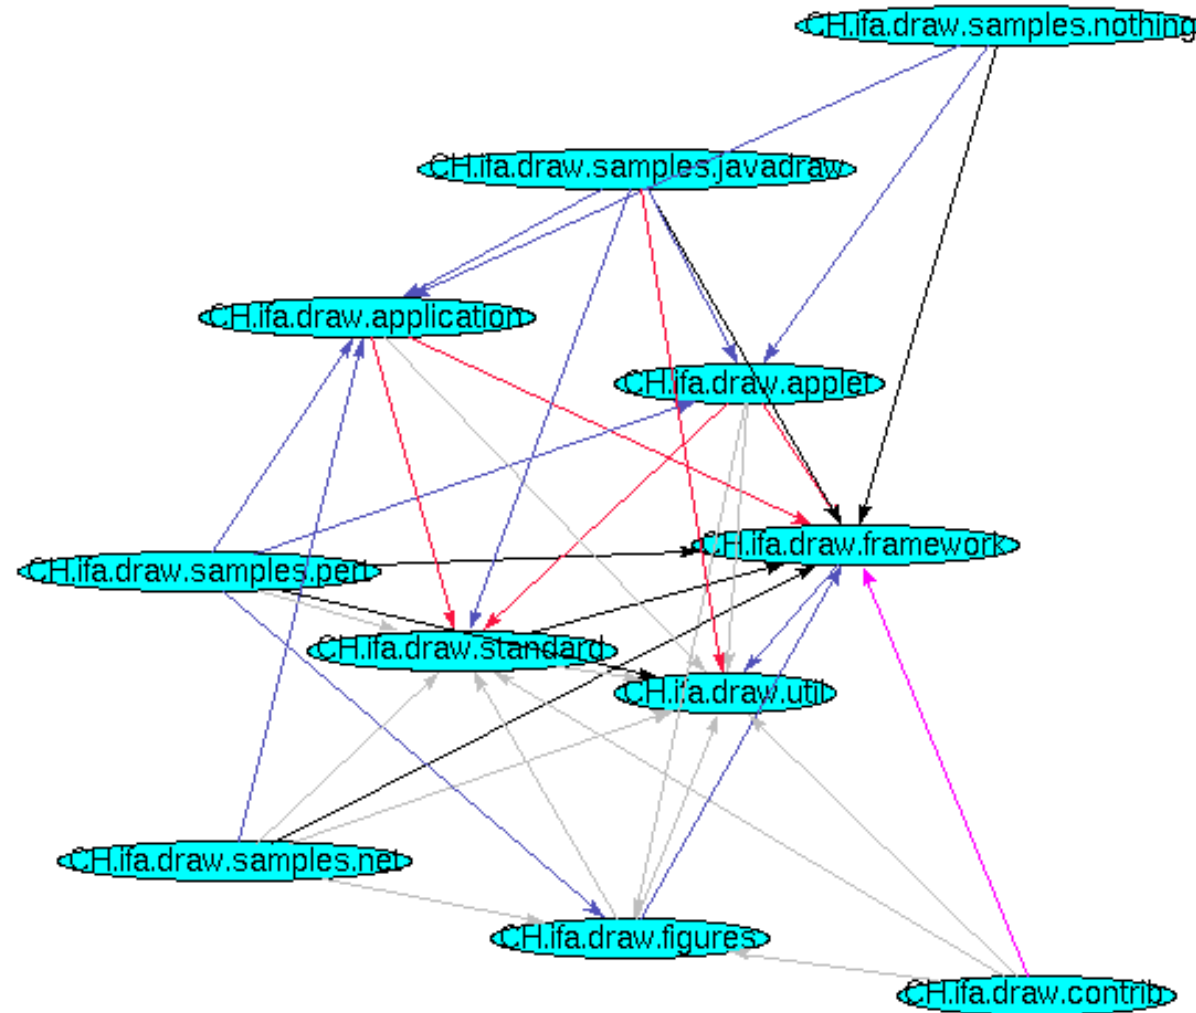 CH.ifa.draw.samples.nothing
CH.ifa.draw.samples.javadraw
CH.ifa.draw.application
CH.ifa.draw.applet
CH.ifa.draw.framework
CH.ifa.draw.samples.pert
CH.ifa.draw.standard
CH.ifa.draw.util
CH.ifa.draw.samples.net
CH.ifa.draw.figures
CH.ifa.draw.contrib